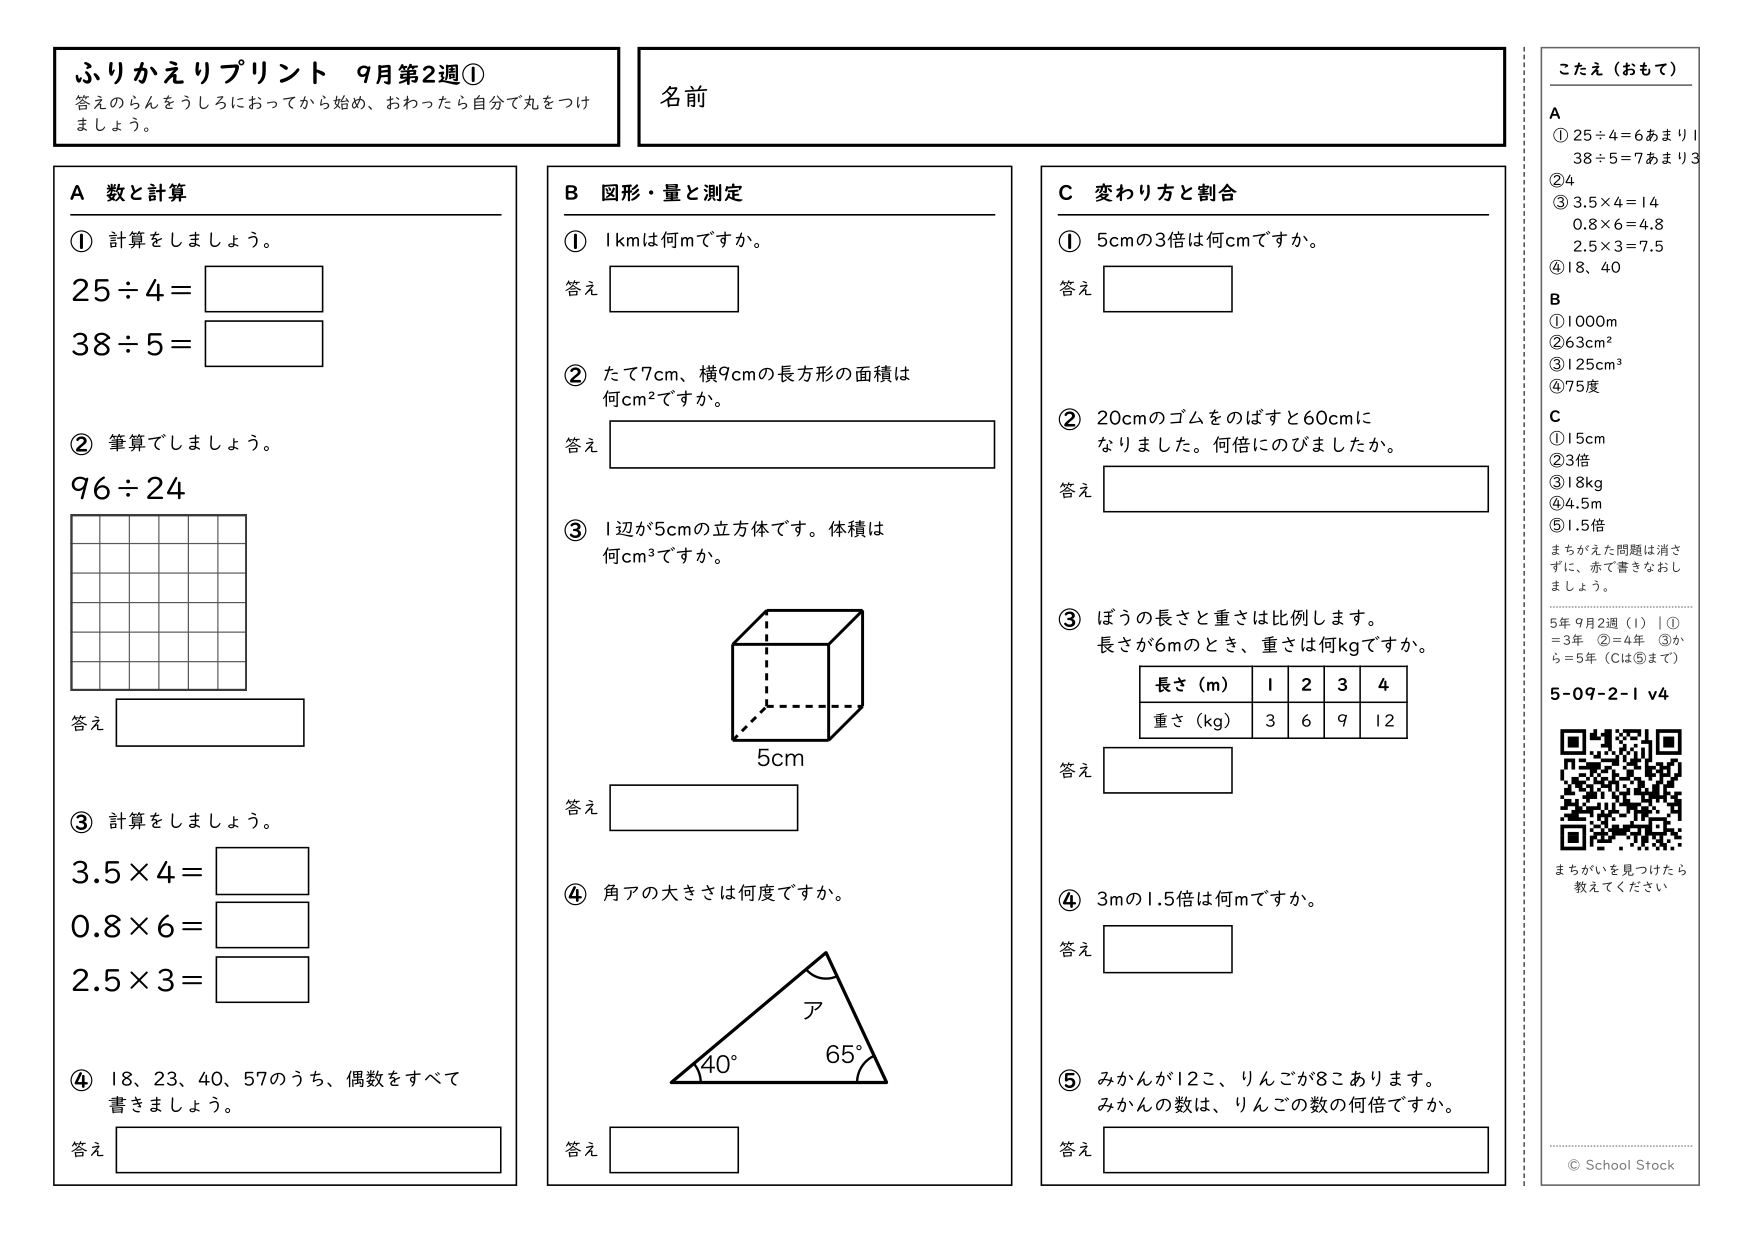 ふりかえりプリント　9月第2週①
答えのらんをうしろにおってから始め、おわったら自分で丸をつけ
ましょう。
名前
A　数と計算
① 計算をしましょう。
25÷4＝
38÷5＝
② 筆算でしましょう。
96÷24
答え
③ 計算をしましょう。
3.5×4＝
0.8×6＝
2.5×3＝
④ 18、23、40、57のうち、偶数をすべて
書きましょう。
答え
B　図形・量と測定
① 1kmは何mですか。
答え
② たて7cm、横9cmの長方形の面積は
何cm²ですか。
答え
③ 1辺が5cmの立方体です。体積は
何cm³ですか。
5cm
答え
④ 角アの大きさは何度ですか。
ア
40°
65°
答え
C　変わり方と割合
① 5cmの3倍は何cmですか。
答え
② 20cmのゴムをのばすと60cmに
なりました。何倍にのびましたか。
答え
③ ぼうの長さと重さは比例します。
長さが6mのとき、重さは何kgですか。
長さ（m） 1 2 3 4
重さ（kg） 3 6 9 12
答え
④ 3mの1.5倍は何mですか。
答え
⑤ みかんが12こ、りんごが8こあります。
みかんの数は、りんごの数の何倍ですか。
答え
こたえ（おもて）
A
① 25÷4＝6あまり1
38÷5＝7あまり3
②4
③ 3.5×4＝14
0.8×6＝4.8
2.5×3＝7.5
④18、40
B
①1000m
②63cm²
③125cm³
④75度
C
①15cm
②3倍
③18kg
④4.5m
⑤1.5倍
まちがえた問題は消さ
ずに、赤で書きなおし
ましょう。
5年 9月2週（1）｜①
＝3年　②＝4年　③か
ら＝5年（Cは⑤まで）
5-09-2-1 v4
まちがいを見つけたら
教えてください
© School Stock